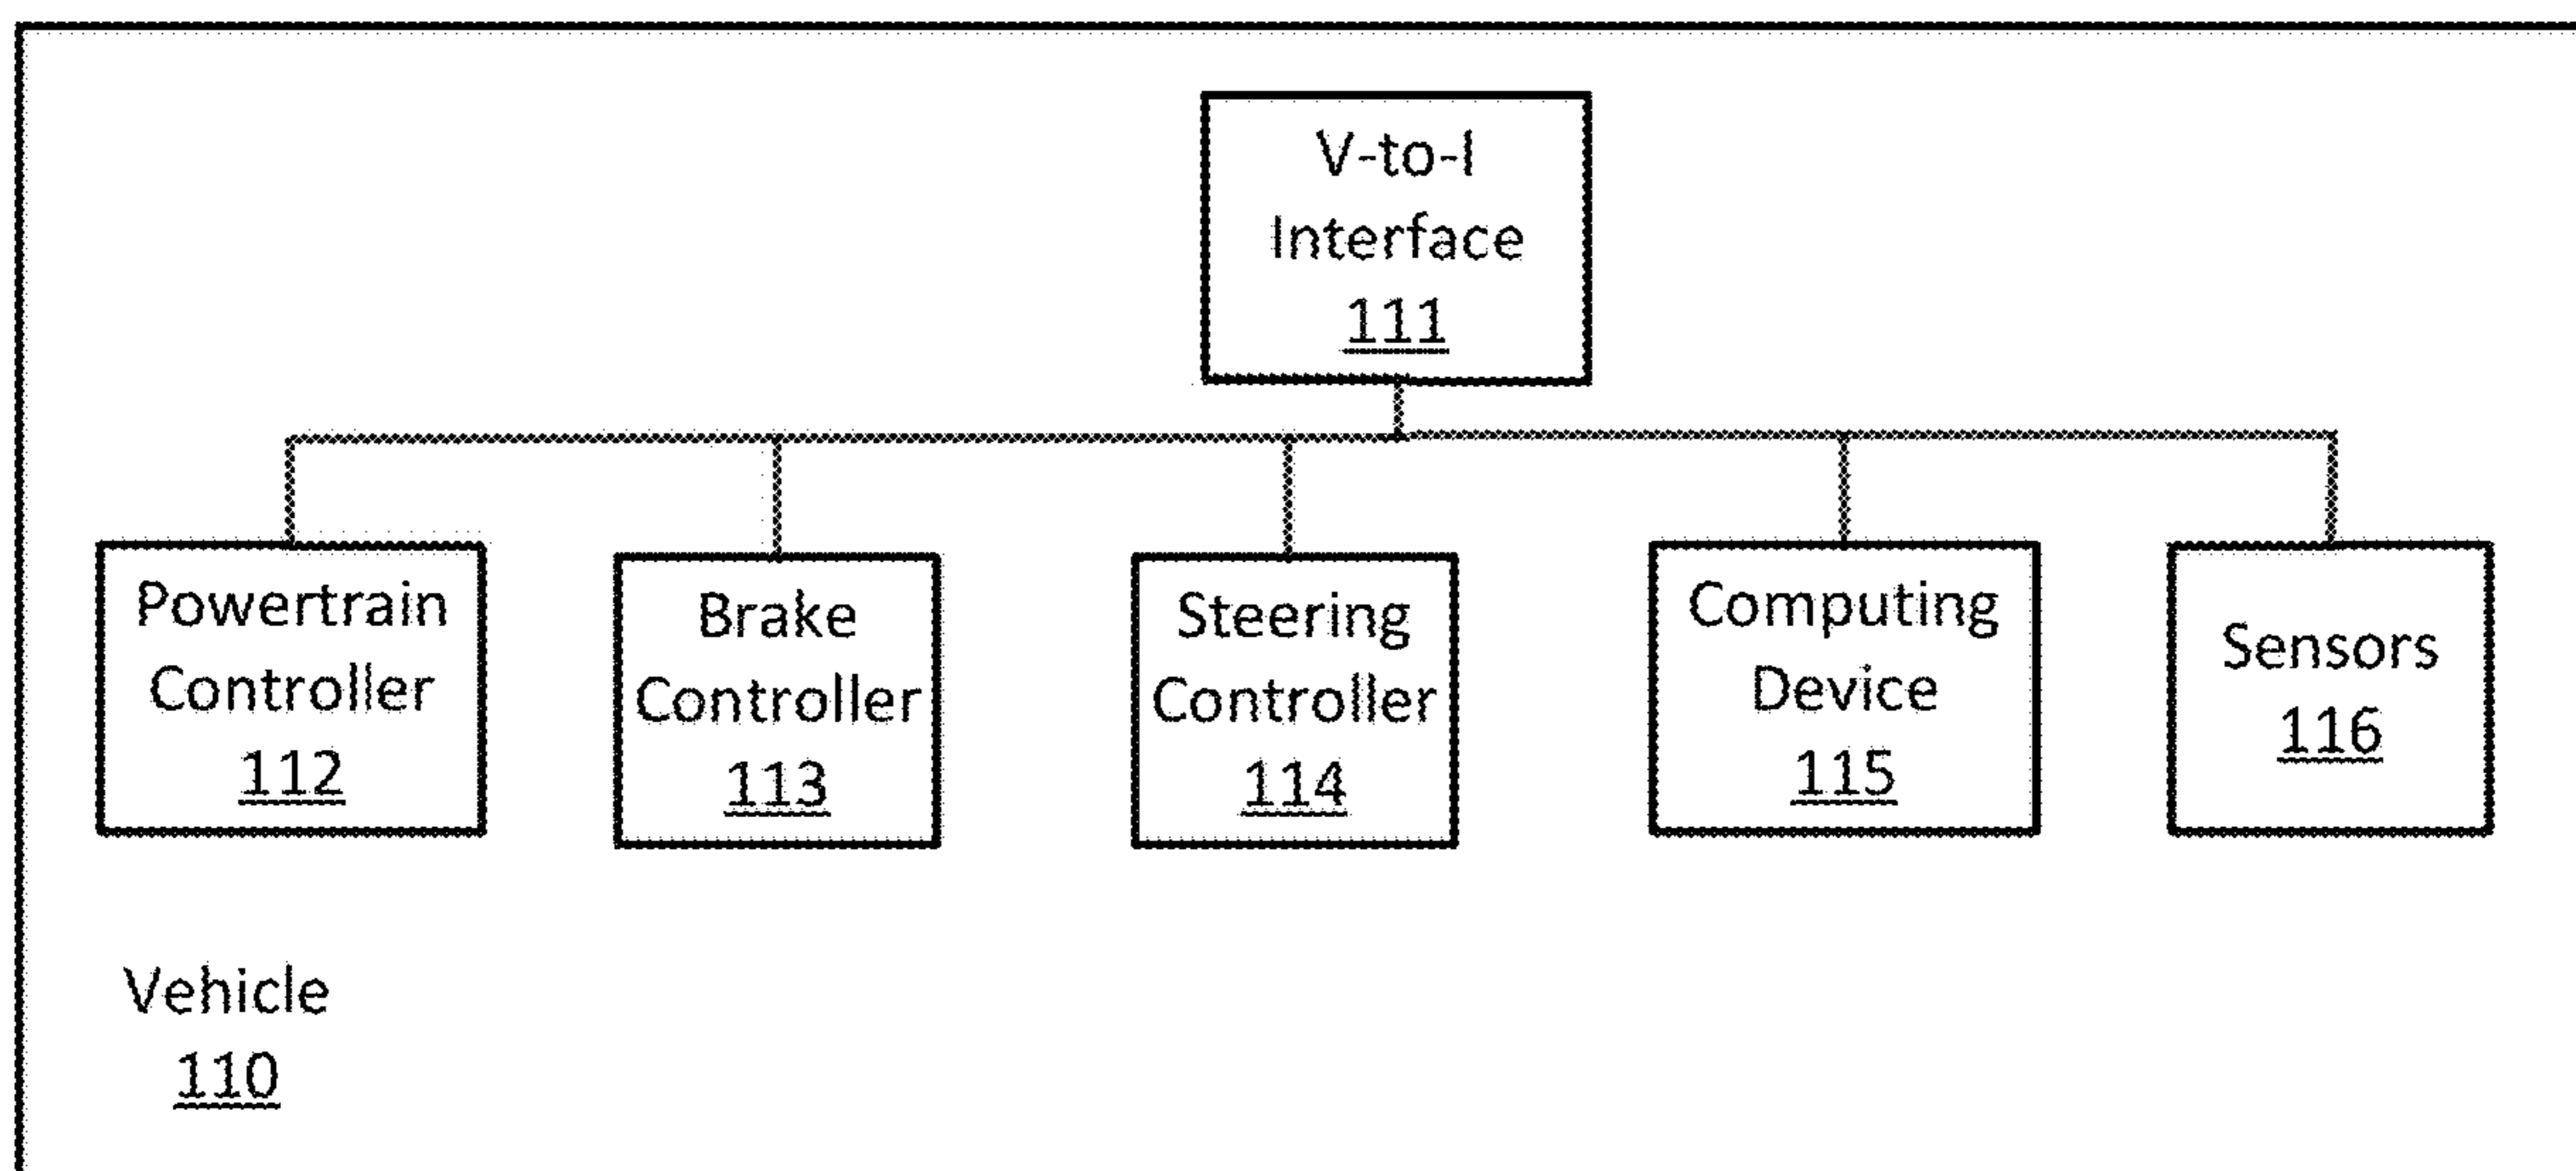 V-to-I
Interface
111
Powertrain
Controller
112
Brake
Controller
113
Steering
Controller
114
Computing
Device
115
Sensors
116
Vehicle
110